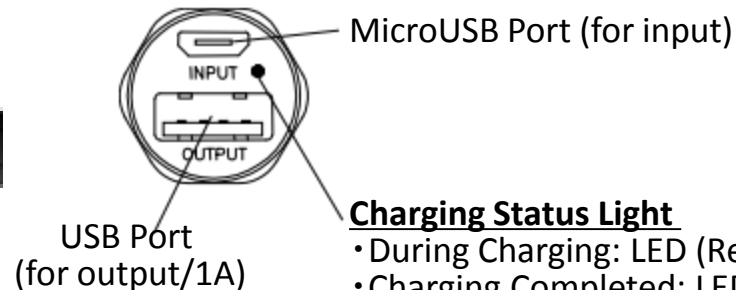 MicroUSB Port (for input)
INPUT
OUTPUT
USB Port
(for output/1A)
Charging Status Light
・During Charging: LED
・Charging Completed: LED